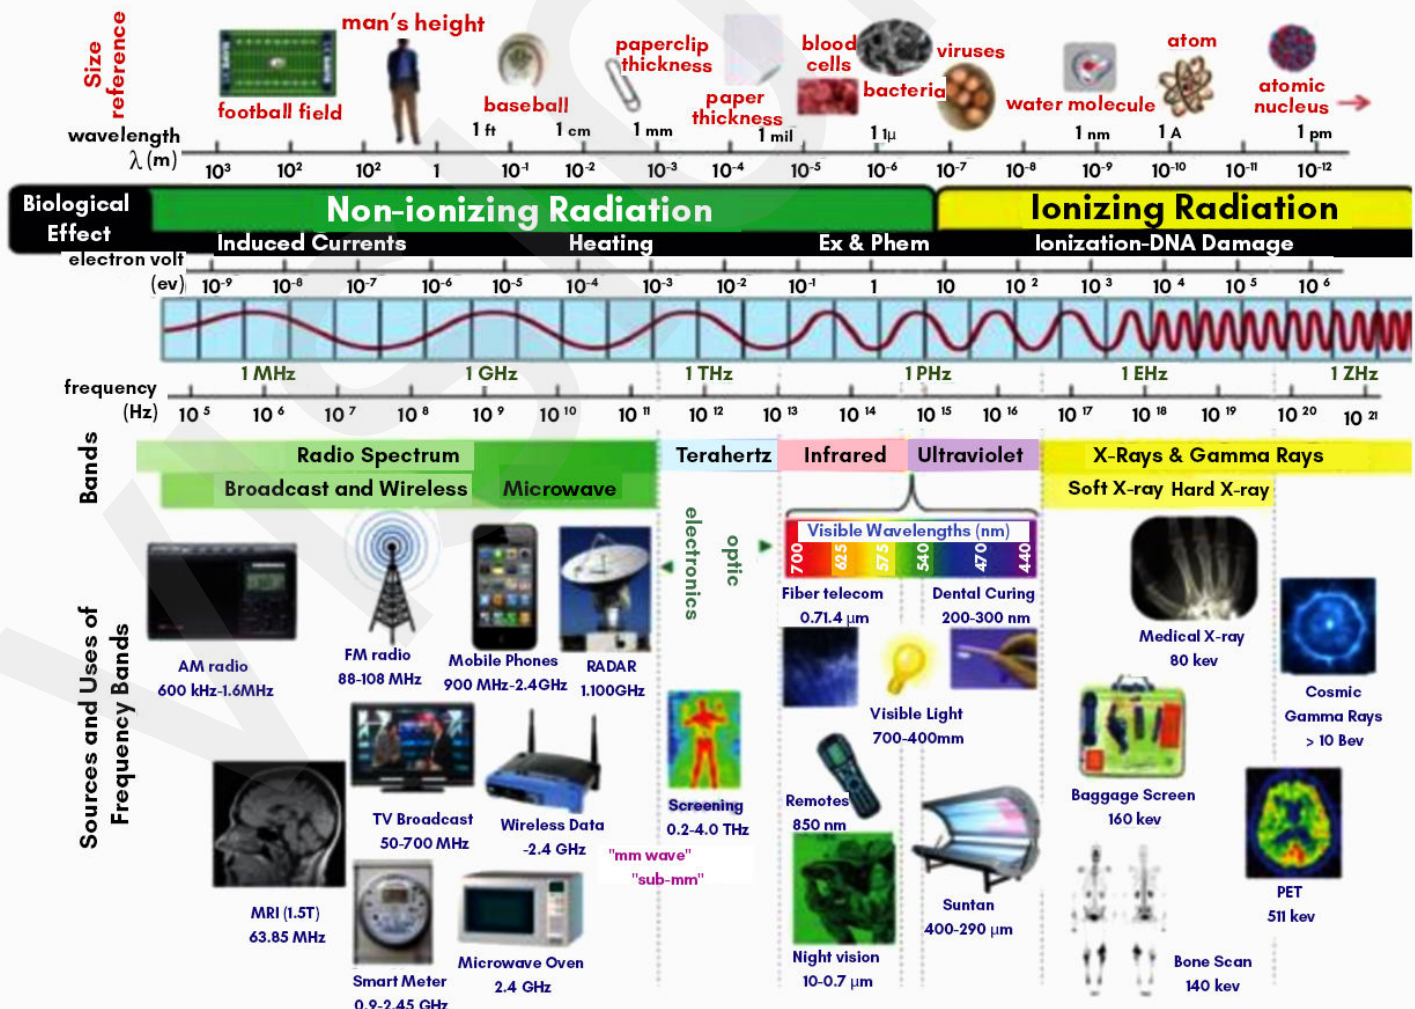 Size
reference
football field
man's height
baseball
paperclip
thickness
paper
thickness
blood
cells
bacteria
viruses
water molecule
atom
atomic
nucleus
wavelength
λ (m)
1 ft
1 cm
1 mm
1 mil
1 1µ
1 nm
1 A
1 pm
10³ 10² 10² 1 10⁻¹ 10⁻² 10⁻³ 10⁻⁴ 10⁻⁵ 10⁻⁶ 10⁻⁷ 10⁻⁸ 10⁻⁹ 10⁻¹⁰ 10⁻¹¹ 10⁻¹²
Biological
Effect
Non-ionizing Radiation
Ionizing Radiation
Induced Currents
Heating
Ex & Phem
Ionization-DNA Damage
electron volt
(ev)
10⁻⁹ 10⁻⁸ 10⁻⁷ 10⁻⁶ 10⁻⁵ 10⁻⁴ 10⁻³ 10⁻² 10⁻¹ 1 10 10² 10³ 10⁴ 10⁵ 10⁶
1 MHz 1 GHz 1 THz 1 PHz 1 EHz 1 ZHz
frequency
(Hz)
10⁵ 10⁶ 10⁷ 10⁸ 10⁹ 10¹⁰ 10¹¹ 10¹² 10¹³ 10¹⁴ 10¹⁵ 10¹⁶ 10¹⁷ 10¹⁸ 10¹⁹ 10²⁰ 10²¹
Bands
Radio Spectrum
Terahertz
Infrared
Ultraviolet
X-Rays & Gamma Rays
Broadcast and Wireless
Microwave
Soft X-ray Hard X-ray
electronics
optic
Visible Wavelengths (nm)
700 625 575 540 470 440
Sources and Uses of
Frequency Bands
AM radio
600 kHz-1.6MHz
FM radio
88-108 MHz
Mobile Phones
900 MHz-2.4GHz
RADAR
1.100GHz
Fiber telecom
0.71.4 µm
Dental Curing
200-300 nm
Medical X-ray
80 kev
Cosmic
Gamma Rays
> 10 Bev
Visible Light
700-400mm
TV Broadcast
50-700 MHz
Wireless Data
-2.4 GHz
Screening
0.2-4.0 THz
"mm wave"
"sub-mm"
Remotes
850 nm
Baggage Screen
160 kev
MRI (1.5T)
63.85 MHz
Suntan
400-290 µm
PET
511 kev
Smart Meter
0.9-2.45 GHz
Microwave Oven
2.4 GHz
Night vision
10-0.7 µm
Bone Scan
140 kev